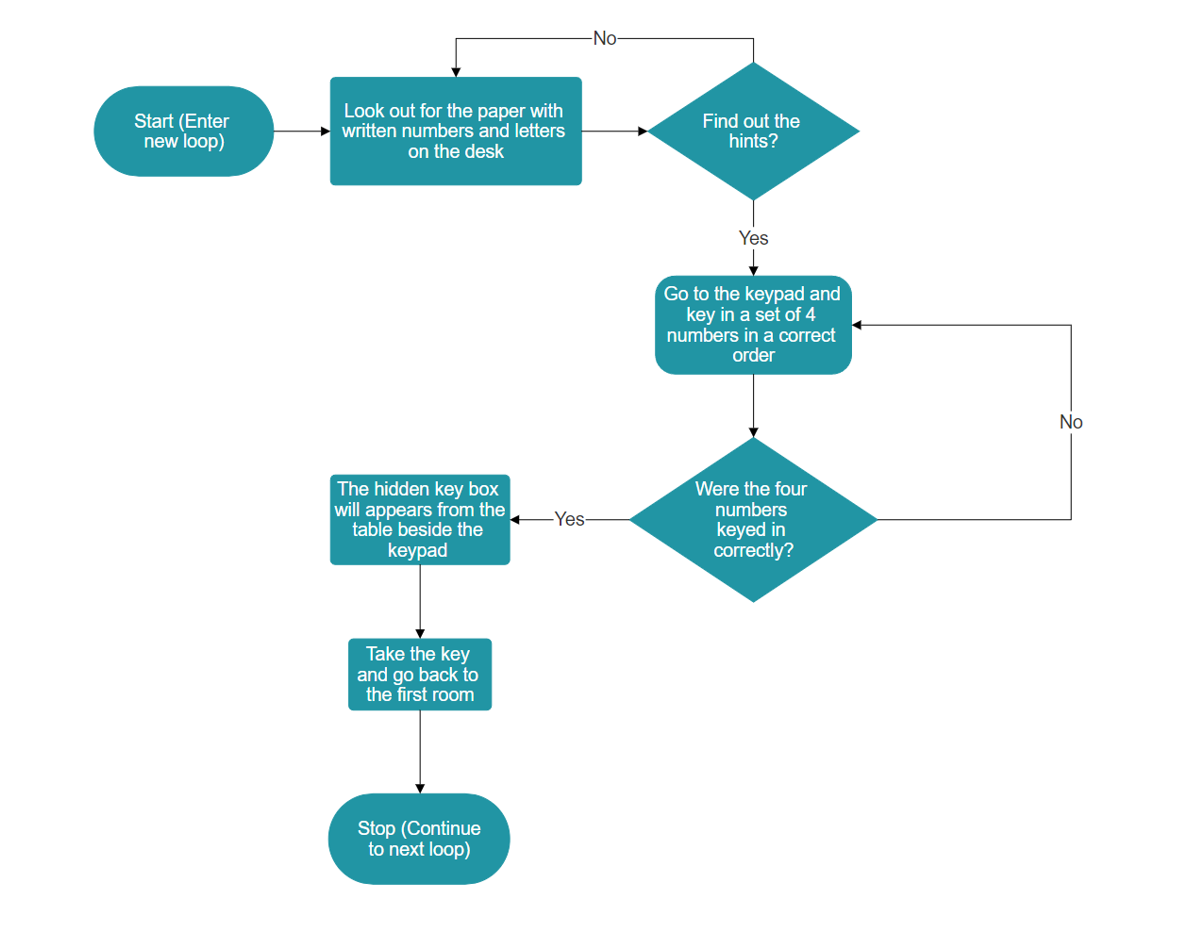 No
Start (Enter
new loop)
Look out for the paper with
written numbers and letters
on the desk
Find out the
hints?
Yes
Go to the keypad and
key in a set of 4
numbers in a correct
order
No
Were the four
numbers
keyed in
correctly?
Yes
The hidden key box
will appears from the
table beside the
keypad
Take the key
and go back to
the first room
Stop (Continue
to next loop)